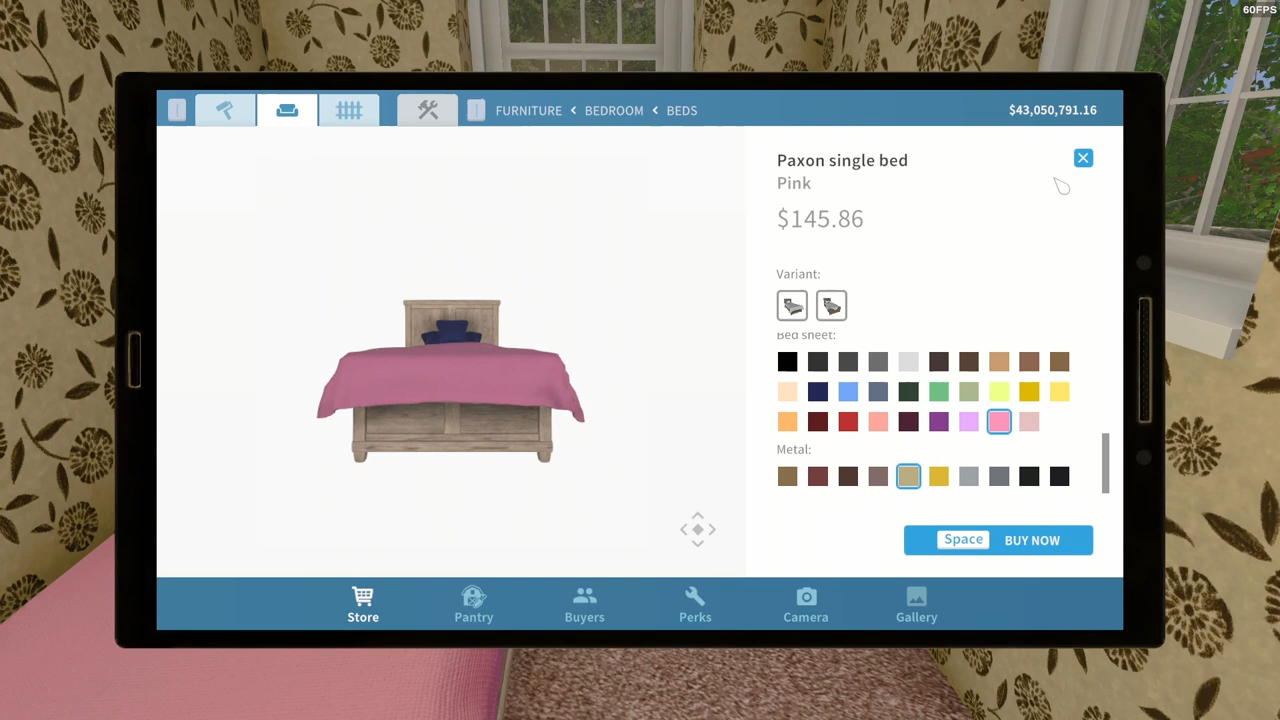 60FPS
FURNITURE < BEDROOM < BEDS
$43,050,791.16
Paxon single bed
Pink
$145.86
Variant:
Bed sheet:
Metal:
Space BUY NOW
Store Pantry Buyers Perks Camera Gallery